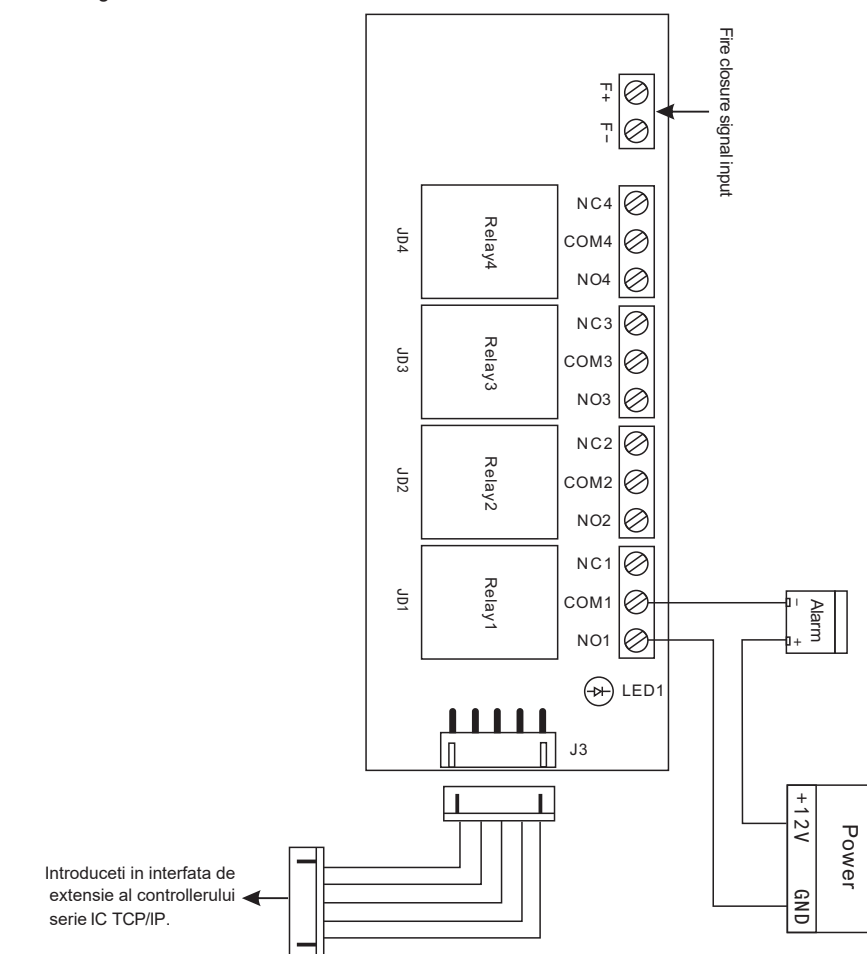 Fire closure signal input
F+
F-
NC4
COM4
NO4
JD4
Relay4
NC3
COM3
NO3
JD3
Relay3
NC2
COM2
NO2
JD2
Relay2
NC1
COM1
NO1
JD1
Relay1
- Alarm
+
LED1
J3
+12V
GND
Power
Introduceti in interfata de
extensie al controllerului
serie IC TCP/IP.